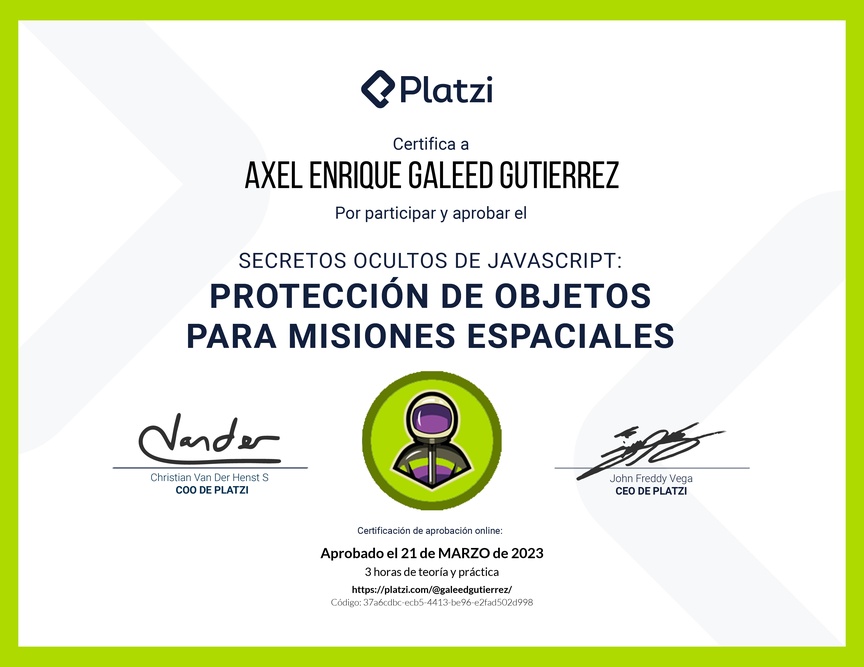 Platzi
Certifica a
AXEL ENRIQUE GALEED GUTIERREZ
Por participar y aprobar el
SECRETOS OCULTOS DE JAVASCRIPT:
PROTECCIÓN DE OBJETOS
PARA MISIONES ESPACIALES
Vander
Christian Van Der Henst S
COO DE PLATZI
John Freddy Vega
CEO DE PLATZI
Certificación de aprobación online:
Aprobado el 21 de MARZO de 2023
3 horas de teoría y práctica
https://platzi.com/@galeedgutierrez/
Código: 37a6cdbc-ecb5-4413-be96-e2fad502d998